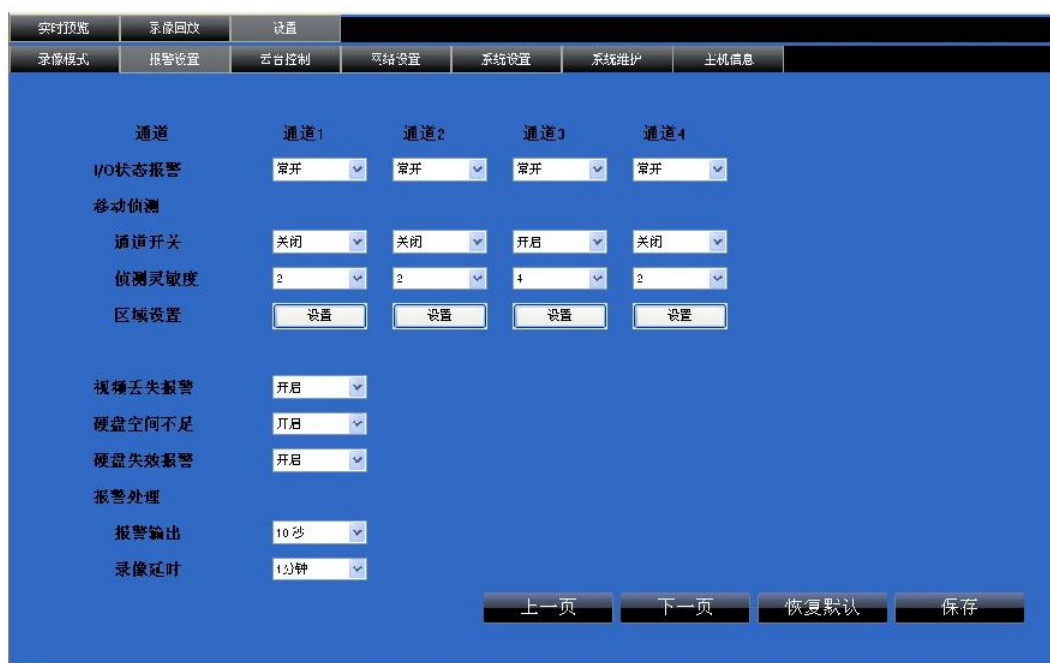 实时预览 录像回放 设置
录像模式 报警设置 云台控制 网络设置 系统设置 系统维护 主机信息
通道 通道1 通道2 通道3 通道4
I/O状态报警 常开 常开 常开 常开
移动侦测
通道开关 关闭 关闭 开启 关闭
侦测灵敏度 2 2 4 2
区域设置 设置 设置 设置 设置
视频丢失报警 开启
硬盘空间不足 开启
硬盘失效报警 开启
报警处理
报警输出 10秒
录像延时 1分钟
上一页 下一页 恢复默认 保存